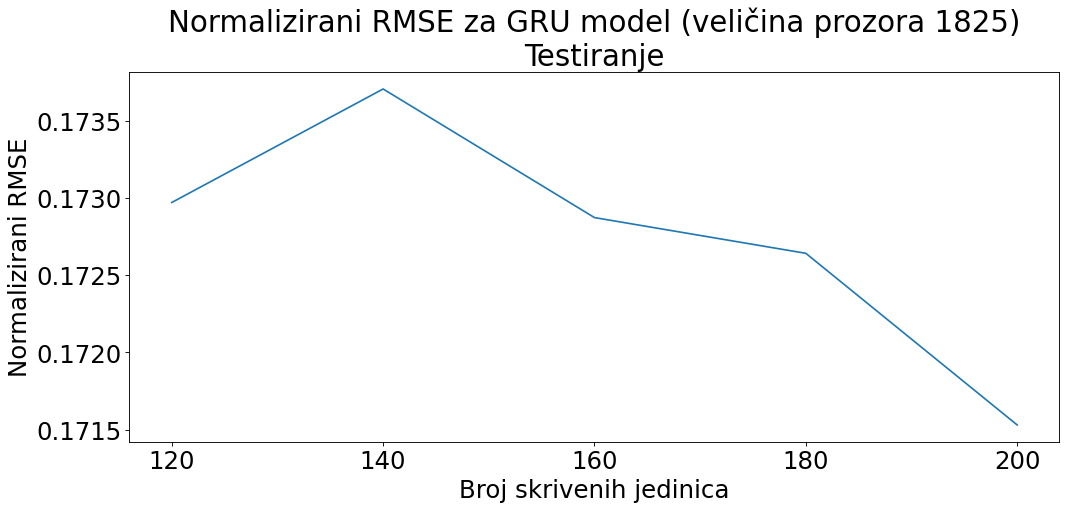 Normalizirani RMSE za GRU model (veličina prozora 1825)
Testiranje
Normalizirani RMSE
0.1735
0.1730
0.1725
0.1720
0.1715
120 140 160 180 200
Broj skrivenih jedinica